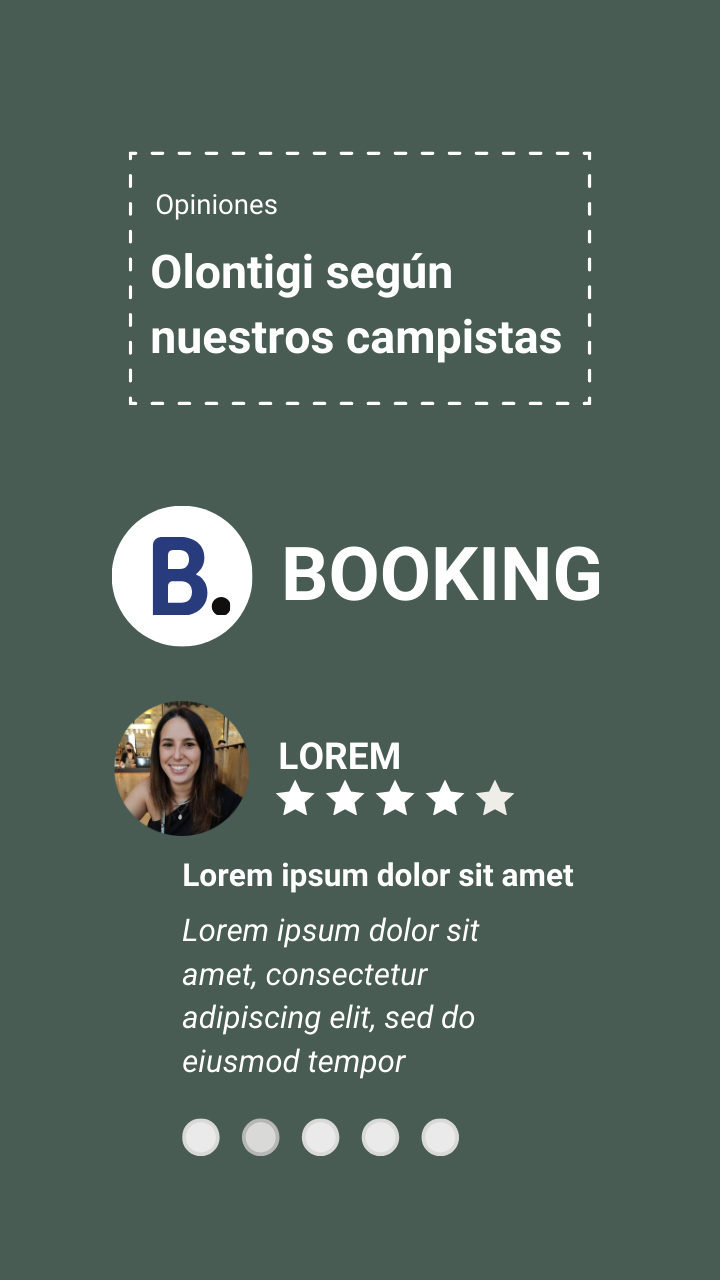 Opiniones
Olontigi según
nuestros campistas
B.
BOOKING
LOREM
Lorem ipsum dolor sit amet
Lorem ipsum dolor sit
amet, consectetur
adipiscing elit, sed do
eiusmod tempor